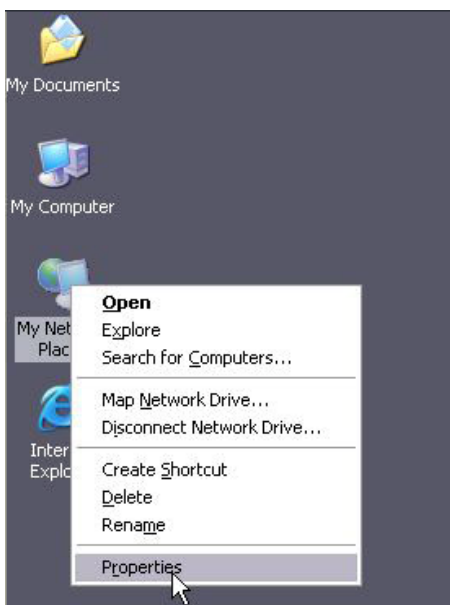 My Documents
My Computer
My Net
Plac
Open
Explore
Search for Computers...
Map Network Drive...
Disconnect Network Drive...
Create Shortcut
Delete
Rename
Properties
Inter
Explo